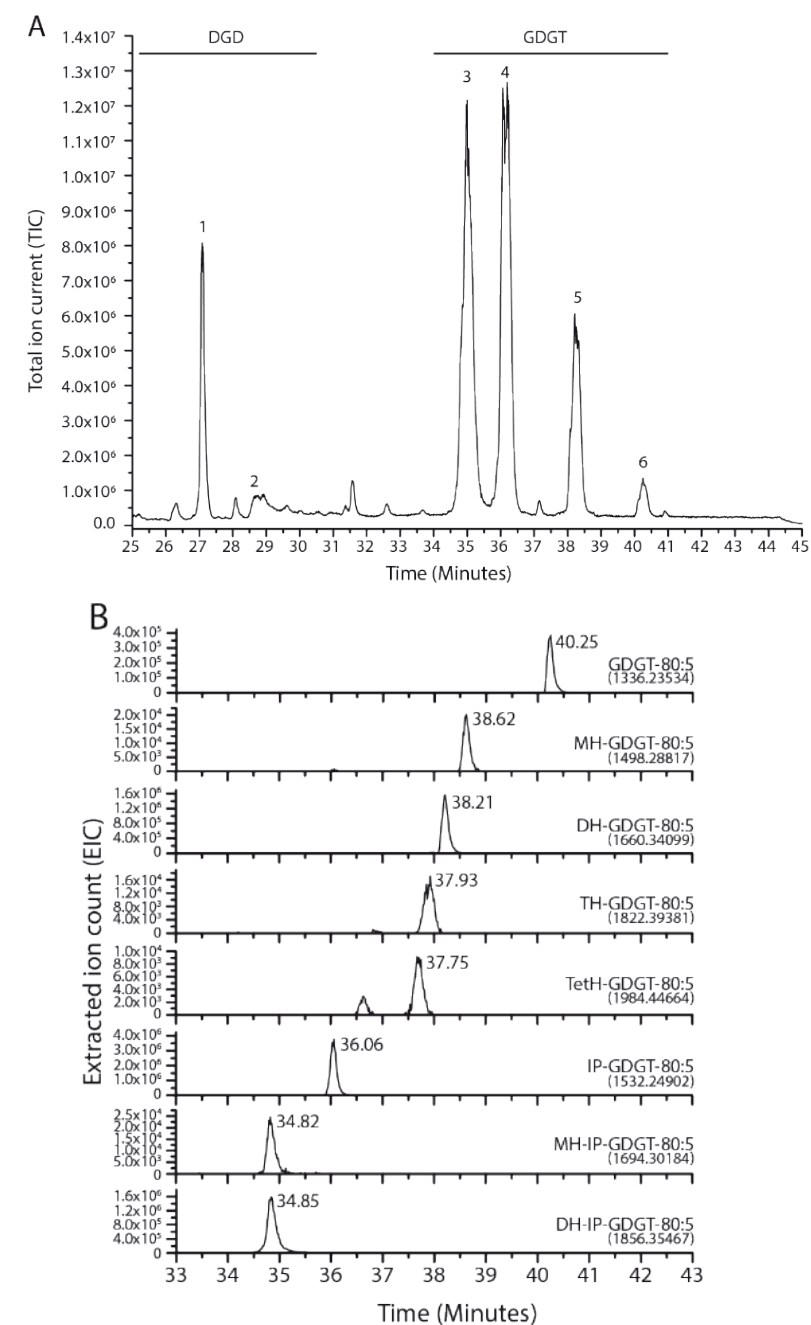 A
DGD
GDGT
Total ion current (TIC)
1.4x10⁷
1.3x10⁷
1.2x10⁷
1.1x10⁷
1.0x10⁷
9.0x10⁶
8.0x10⁶
7.0x10⁶
6.0x10⁶
5.0x10⁶
4.0x10⁶
3.0x10⁶
2.0x10⁶
1.0x10⁶
0.0
1
2
3
4
5
6
25 26 27 28 29 30 31 32 33 34 35 36 37 38 39 40 41 42 43 44 45
Time (Minutes)
B
Extracted ion count (EIC)
4.0x10⁵
3.0x10⁵
2.0x10⁵
1.0x10⁵
0
40.25
GDGT-80:5
(1336.23534)
2.0x10⁴
1.5x10⁴
1.0x10⁴
5.0x10³
0
38.62
MH-GDGT-80:5
(1498.28817)
1.6x10⁶
1.2x10⁶
8.0x10⁵
4.0x10⁵
0
38.21
DH-GDGT-80:5
(1660.34099)
1.6x10⁴
1.2x10⁴
8.0x10³
4.0x10³
0
37.93
TH-GDGT-80:5
(1822.39381)
1.0x10⁴
8.0x10³
6.0x10³
4.0x10³
2.0x10³
0
37.75
TetH-GDGT-80:5
(1984.44664)
4.0x10⁶
3.0x10⁶
2.0x10⁶
1.0x10⁶
0
36.06
IP-GDGT-80:5
(1532.24902)
2.5x10⁴
2.0x10⁴
1.5x10⁴
1.0x10⁴
5.0x10³
0
34.82
MH-IP-GDGT-80:5
(1694.30184)
1.6x10⁶
1.2x10⁶
8.0x10⁵
4.0x10⁵
0
34.85
DH-IP-GDGT-80:5
(1856.35467)
33 34 35 36 37 38 39 40 41 42 43
Time (Minutes)